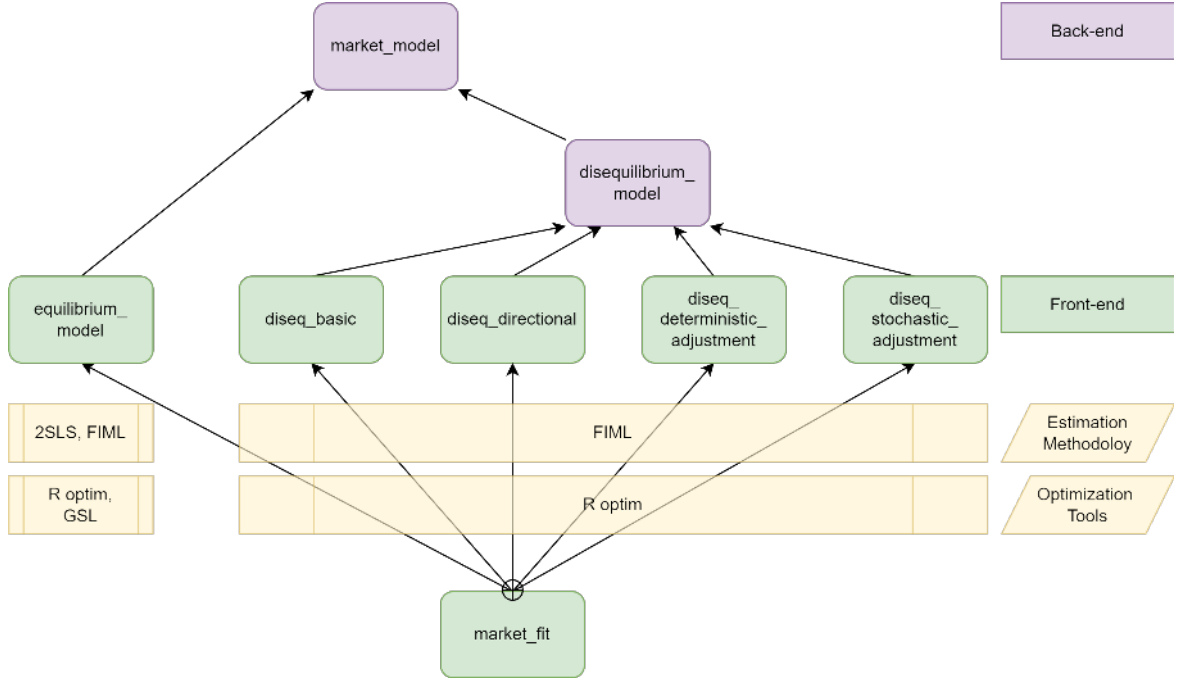 market_model
Back-end
disequilibrium_
model
equilibrium_
model
diseq_basic
diseq_directional
diseq_
deterministic_
adjustment
diseq_
stochastic_
adjustment
Front-end
2SLS, FIML
FIML
Estimation
Methodoloy
R optim,
GSL
R optim
Optimization
Tools
market_fit